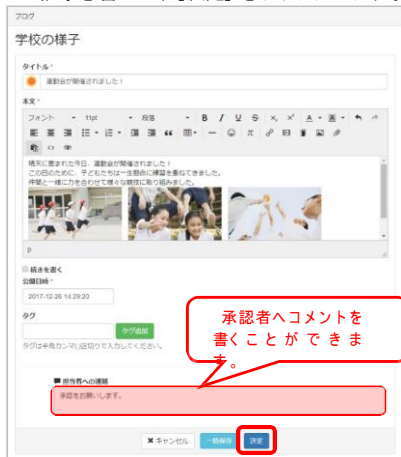 ブログ
学校の様子
タイトル *
運動会が開催されました!
本文 *
フォント 11pt 段落 B I U S x₂ x² A A
π
晴天に恵まれた今日、運動会が開催されました!
この日のために、子どもたちは一生懸命に練習を重ねてきました。
仲間と一緒に力を合わせて様々な競技に取り組みました。
p
続きを書く
公開日時 *
2017-12-26 14:29:20
タグ
タグ追加
タグは半角カンマ(,)区切りで入力してください。
承認者へコメントを
書くことができま
す。
担当者への連絡
承認をお願いします。
キャンセル 一時保存 決定